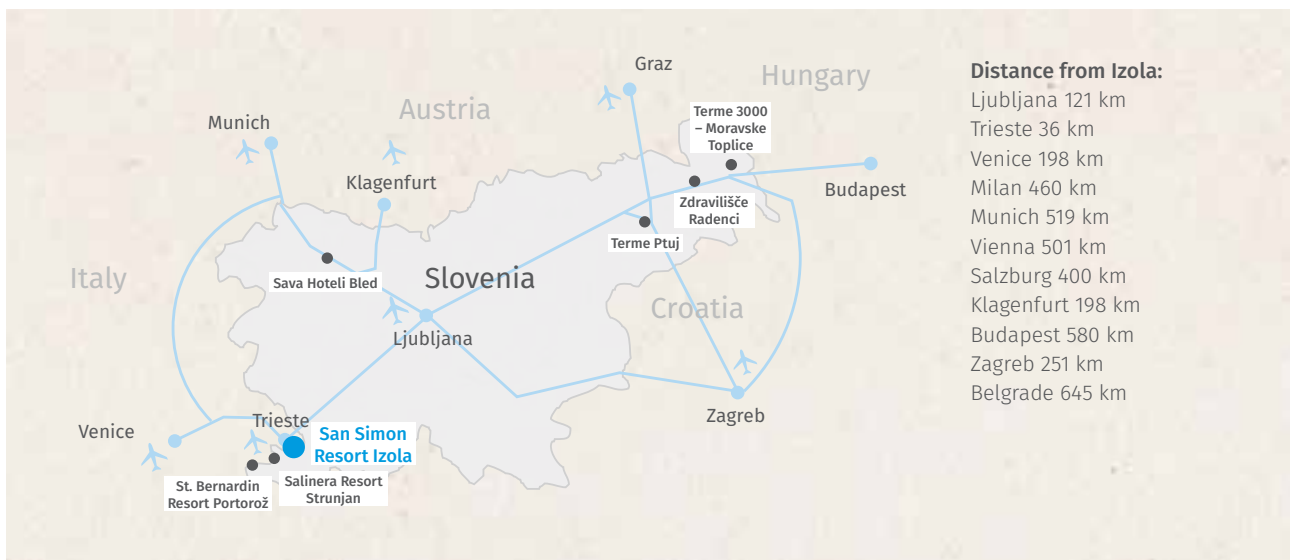 Graz
Hungary
Austria
Munich
Terme 3000
– Moravske
Toplice
Klagenfurt
Budapest
Zdravilišče
Radenci
Terme Ptuj
Italy
Sava Hoteli Bled
Slovenia
Croatia
Ljubljana
Zagreb
Venice
Trieste
San Simon
Resort Izola
St. Bernardin
Resort Portorož
Salinera Resort
Strunjan
Distance from Izola:
Ljubljana 121 km
Trieste 36 km
Venice 198 km
Milan 460 km
Munich 519 km
Vienna 501 km
Salzburg 400 km
Klagenfurt 198 km
Budapest 580 km
Zagreb 251 km
Belgrade 645 km